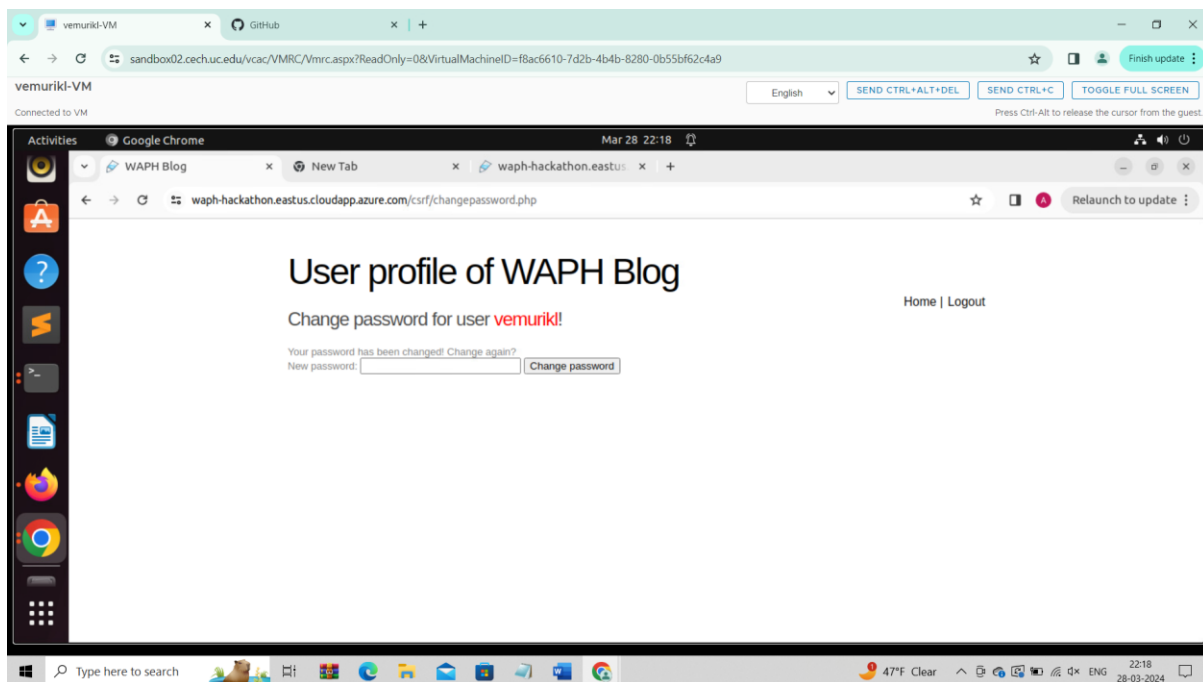 vemurikl-VM
GitHub
sandbox02.cech.uc.edu/vcac/VMRC/Vmrc.aspx?ReadOnly=0&VirtualMachineID=f8ac6610-7d2b-4b4b-8280-0b55bf62c4a9
Finish update
vemurikl-VM
English
SEND CTRL+ALT+DEL
SEND CTRL+C
TOGGLE FULL SCREEN
Connected to VM
Press Ctrl-Alt to release the cursor from the guest.
Activities
Google Chrome
Mar 28 22:18
WAPH Blog
New Tab
waph-hackathon.eastus
waph-hackathon.eastus.cloudapp.azure.com/csrf/changepassword.php
A
Relaunch to update
User profile of WAPH Blog
Home | Logout
Change password for user vemurikl!
Your password has been changed! Change again?
New password:
Change password
Type here to search
47°F Clear
ENG
22:18
28-03-2024